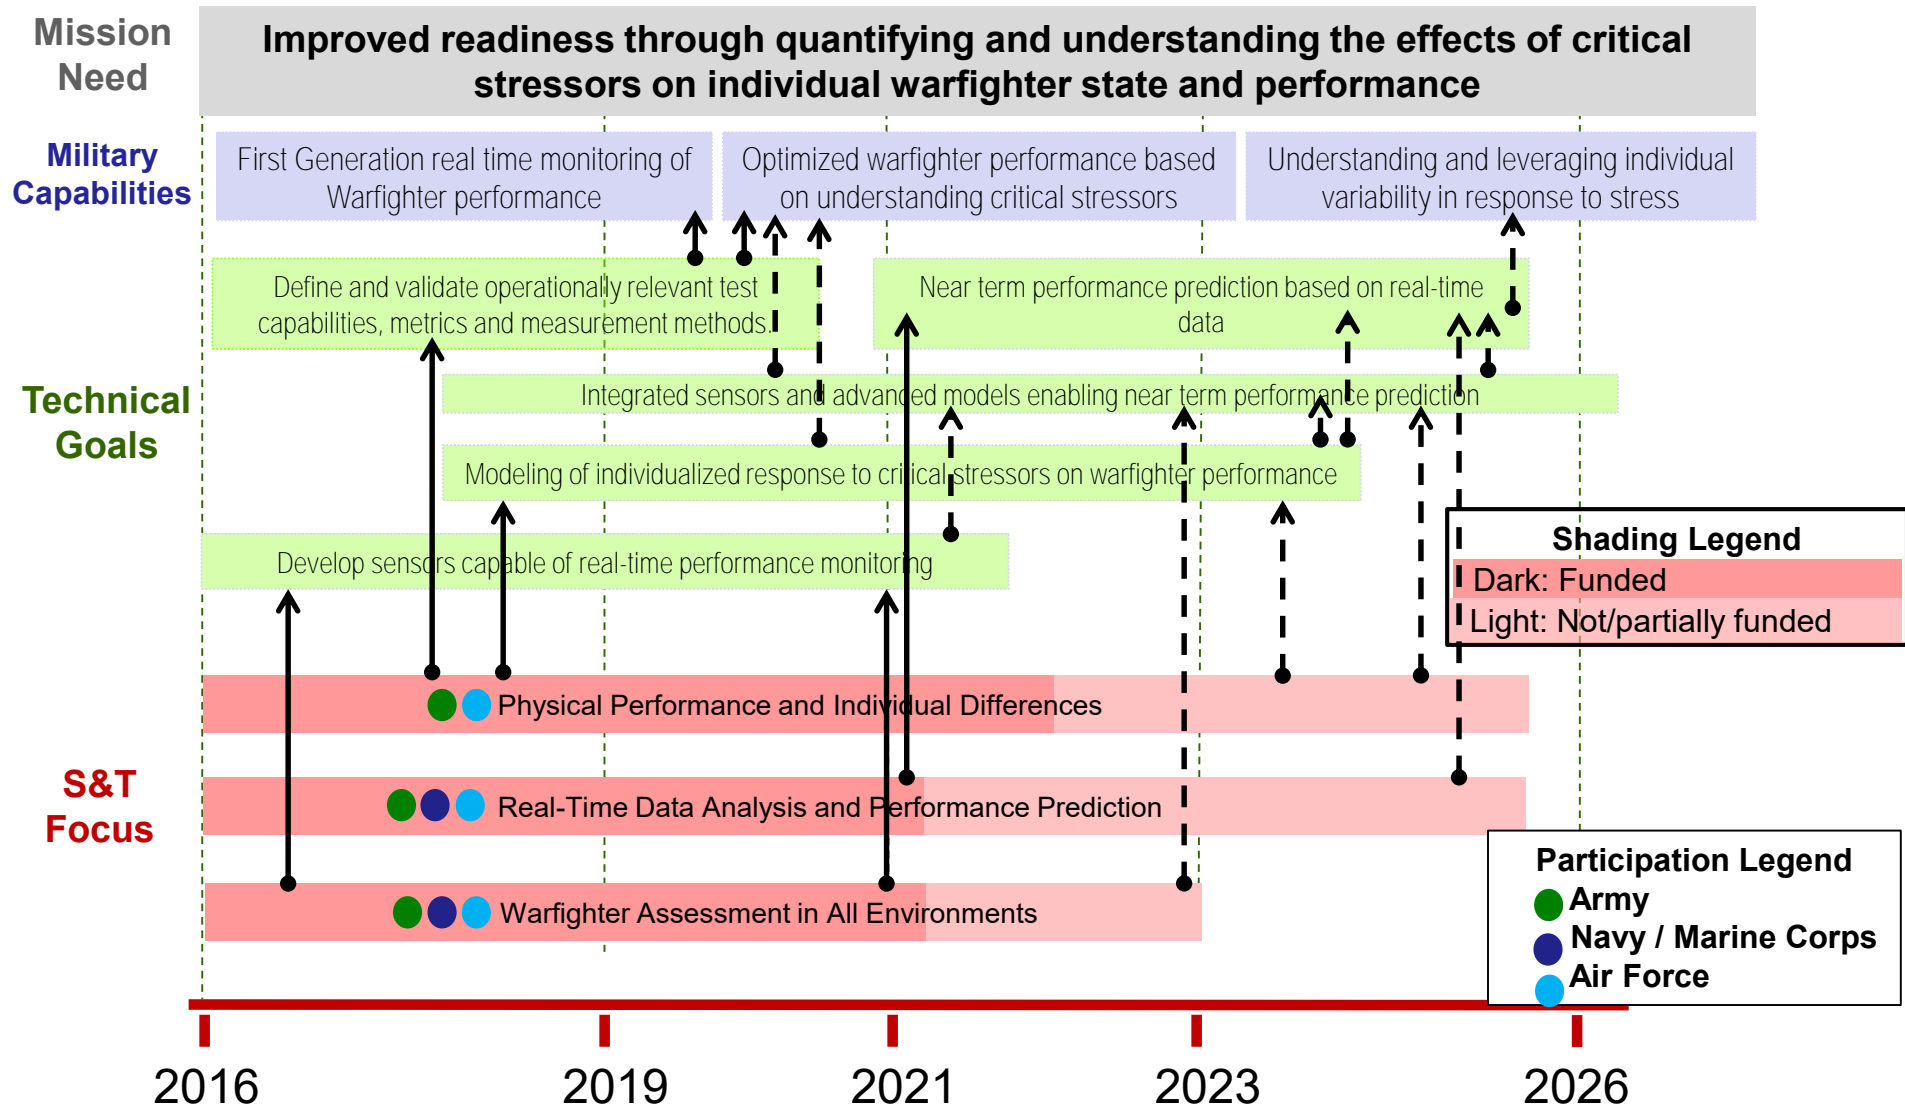 Mission
Need
Improved readiness through quantifying and understanding the effects of critical
stressors on individual warfighter state and performance
Military
Capabilities
First Generation real time monitoring of
Warfighter performance
Optimized warfighter performance based
on understanding critical stressors
Understanding and leveraging individual
variability in response to stress
Technical
Goals
Define and validate operationally relevant test
capabilities, metrics and measurement methods.
Near term performance prediction based on real-time
data
Integrated sensors and advanced models enabling near term performance prediction
Modeling of individualized response to critical stressors on warfighter performance
Develop sensors capable of real-time performance monitoring
Shading Legend
Dark: Funded
Light: Not/partially funded
S&T
Focus
Physical Performance and Individual Differences
Real-Time Data Analysis and Performance Prediction
Warfighter Assessment in All Environments
Participation Legend
Army
Navy / Marine Corps
Air Force
2016
2019
2021
2023
2026